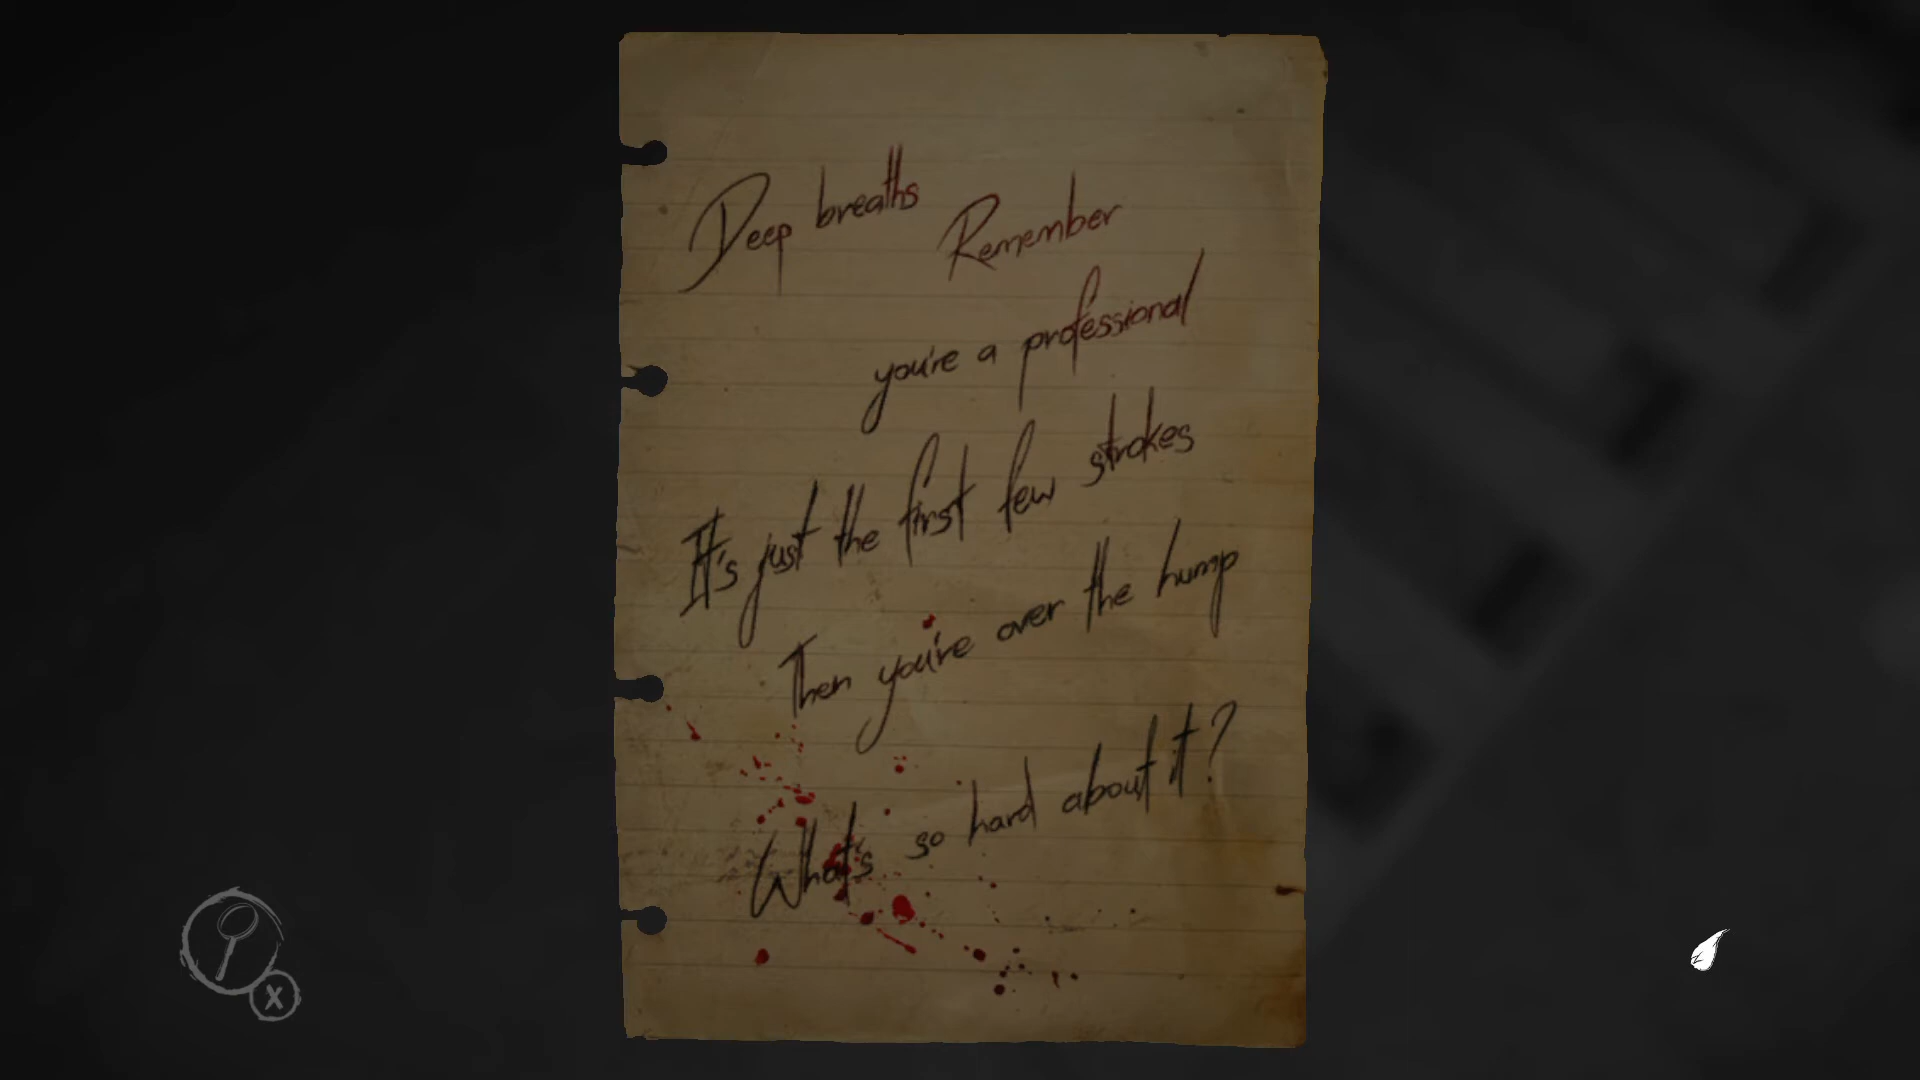 Deep breaths Remember
you're a professional
It's just the first few strokes
Then you're over the hump
What's so hard about it?
X